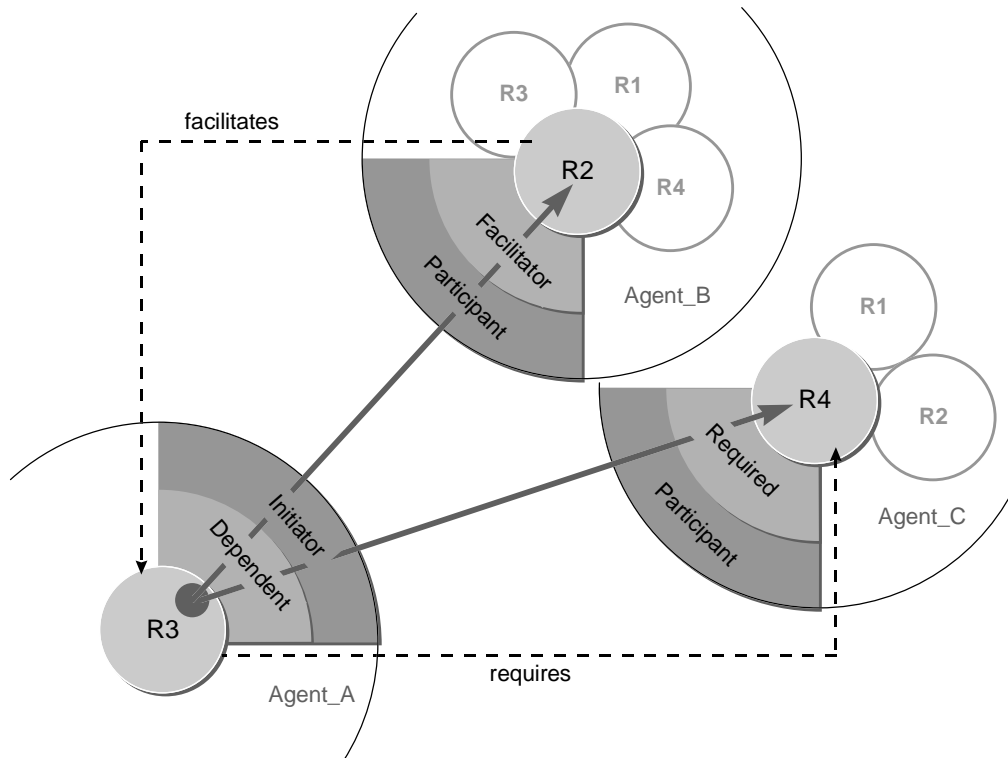 R3
R1
facilitates
R2
R4
Facilitator
Participant
Agent_B
R1
R4
R2
Required
Participant
Agent_C
Initiator
Dependent
R3
requires
Agent_A